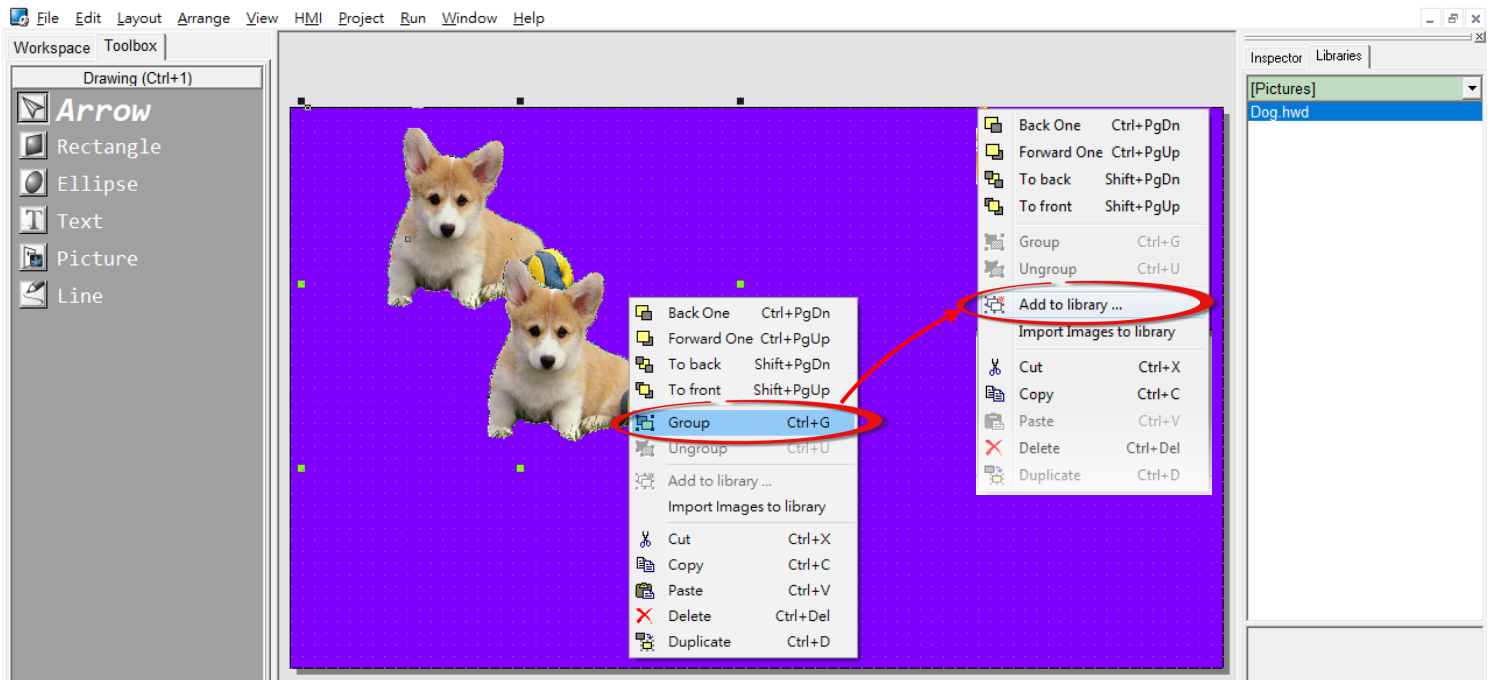 File Edit Layout Arrange View HMI Project Run Window Help
Workspace Toolbox
Drawing (Ctrl+1)
Arrow
Rectangle
Ellipse
Text
Picture
Line
Back One Ctrl+PgDn
Forward One Ctrl+PgUp
To back Shift+PgDn
To front Shift+PgUp
Group Ctrl+G
Ungroup Ctrl+U
Add to library ...
Import Images to library
Cut Ctrl+X
Copy Ctrl+C
Paste Ctrl+V
Delete Ctrl+Del
Duplicate Ctrl+D
Back One Ctrl+PgDn
Forward One Ctrl+PgUp
To back Shift+PgDn
To front Shift+PgUp
Group Ctrl+G
Ungroup Ctrl+U
Add to library ...
Import Images to library
Cut Ctrl+X
Copy Ctrl+C
Paste Ctrl+V
Delete Ctrl+Del
Duplicate Ctrl+D
Inspector Libraries
[Pictures]
Dog.hwd